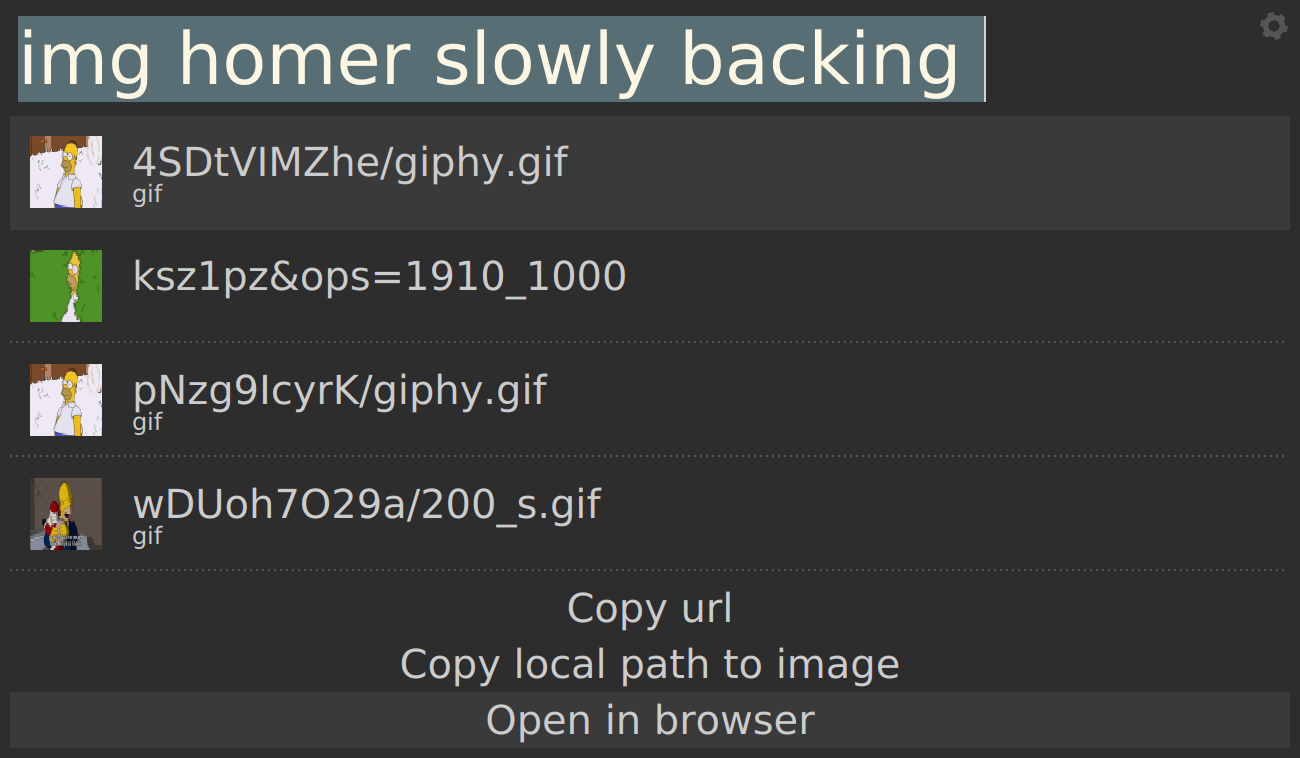 img homer slowly backing
4SDtVIMZhe/giphy.gif
gif
ksz1pz&ops=1910_1000
pNzg9IcyrK/giphy.gif
gif
wDUoh7O29a/200_s.gif
gif
Copy url
Copy local path to image
Open in browser